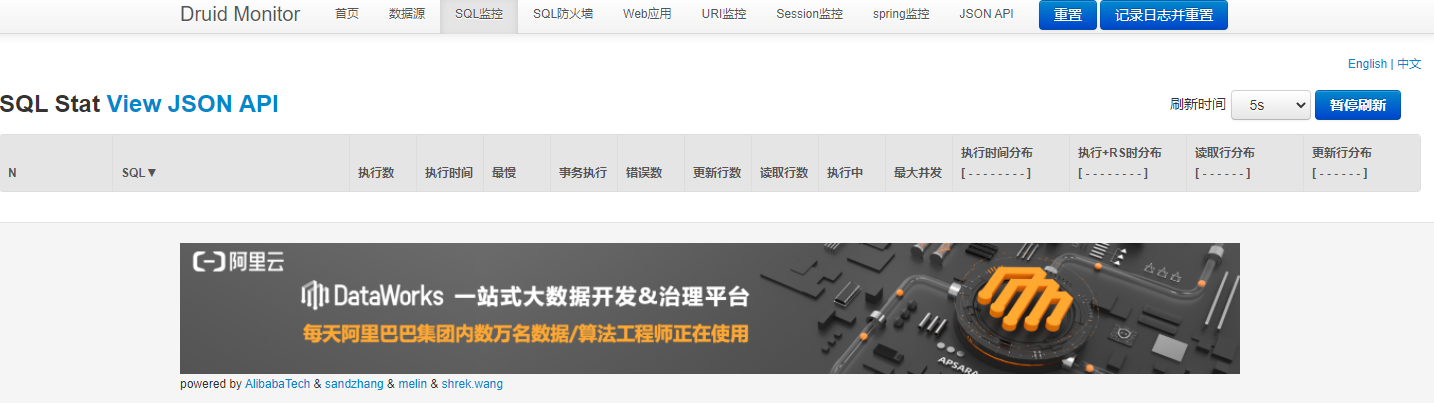 Druid Monitor 首页 数据源 SQL监控 SQL防火墙 Web应用 URI监控 Session监控 spring监控 JSON API 重置 记录日志并重置
English | 中文
SQL Stat View JSON API 刷新时间 5s 暂停刷新
N SQL▼ 执行数 执行时间 最慢 事务执行 错误数 更新行数 读取行数 执行中 最大并发 执行时间分布 执行+RS时分布 读取行分布 更新行分布
[ - - - - - - - - ] [ - - - - - - - - ] [ - - - - - - ] [ - - - - - - ]
阿里云
DataWorks 一站式大数据开发&治理平台
每天阿里巴巴集团内数万名数据/算法工程师正在使用
APSARA
powered by AlibabaTech & sandzhang & melin & shrek.wang